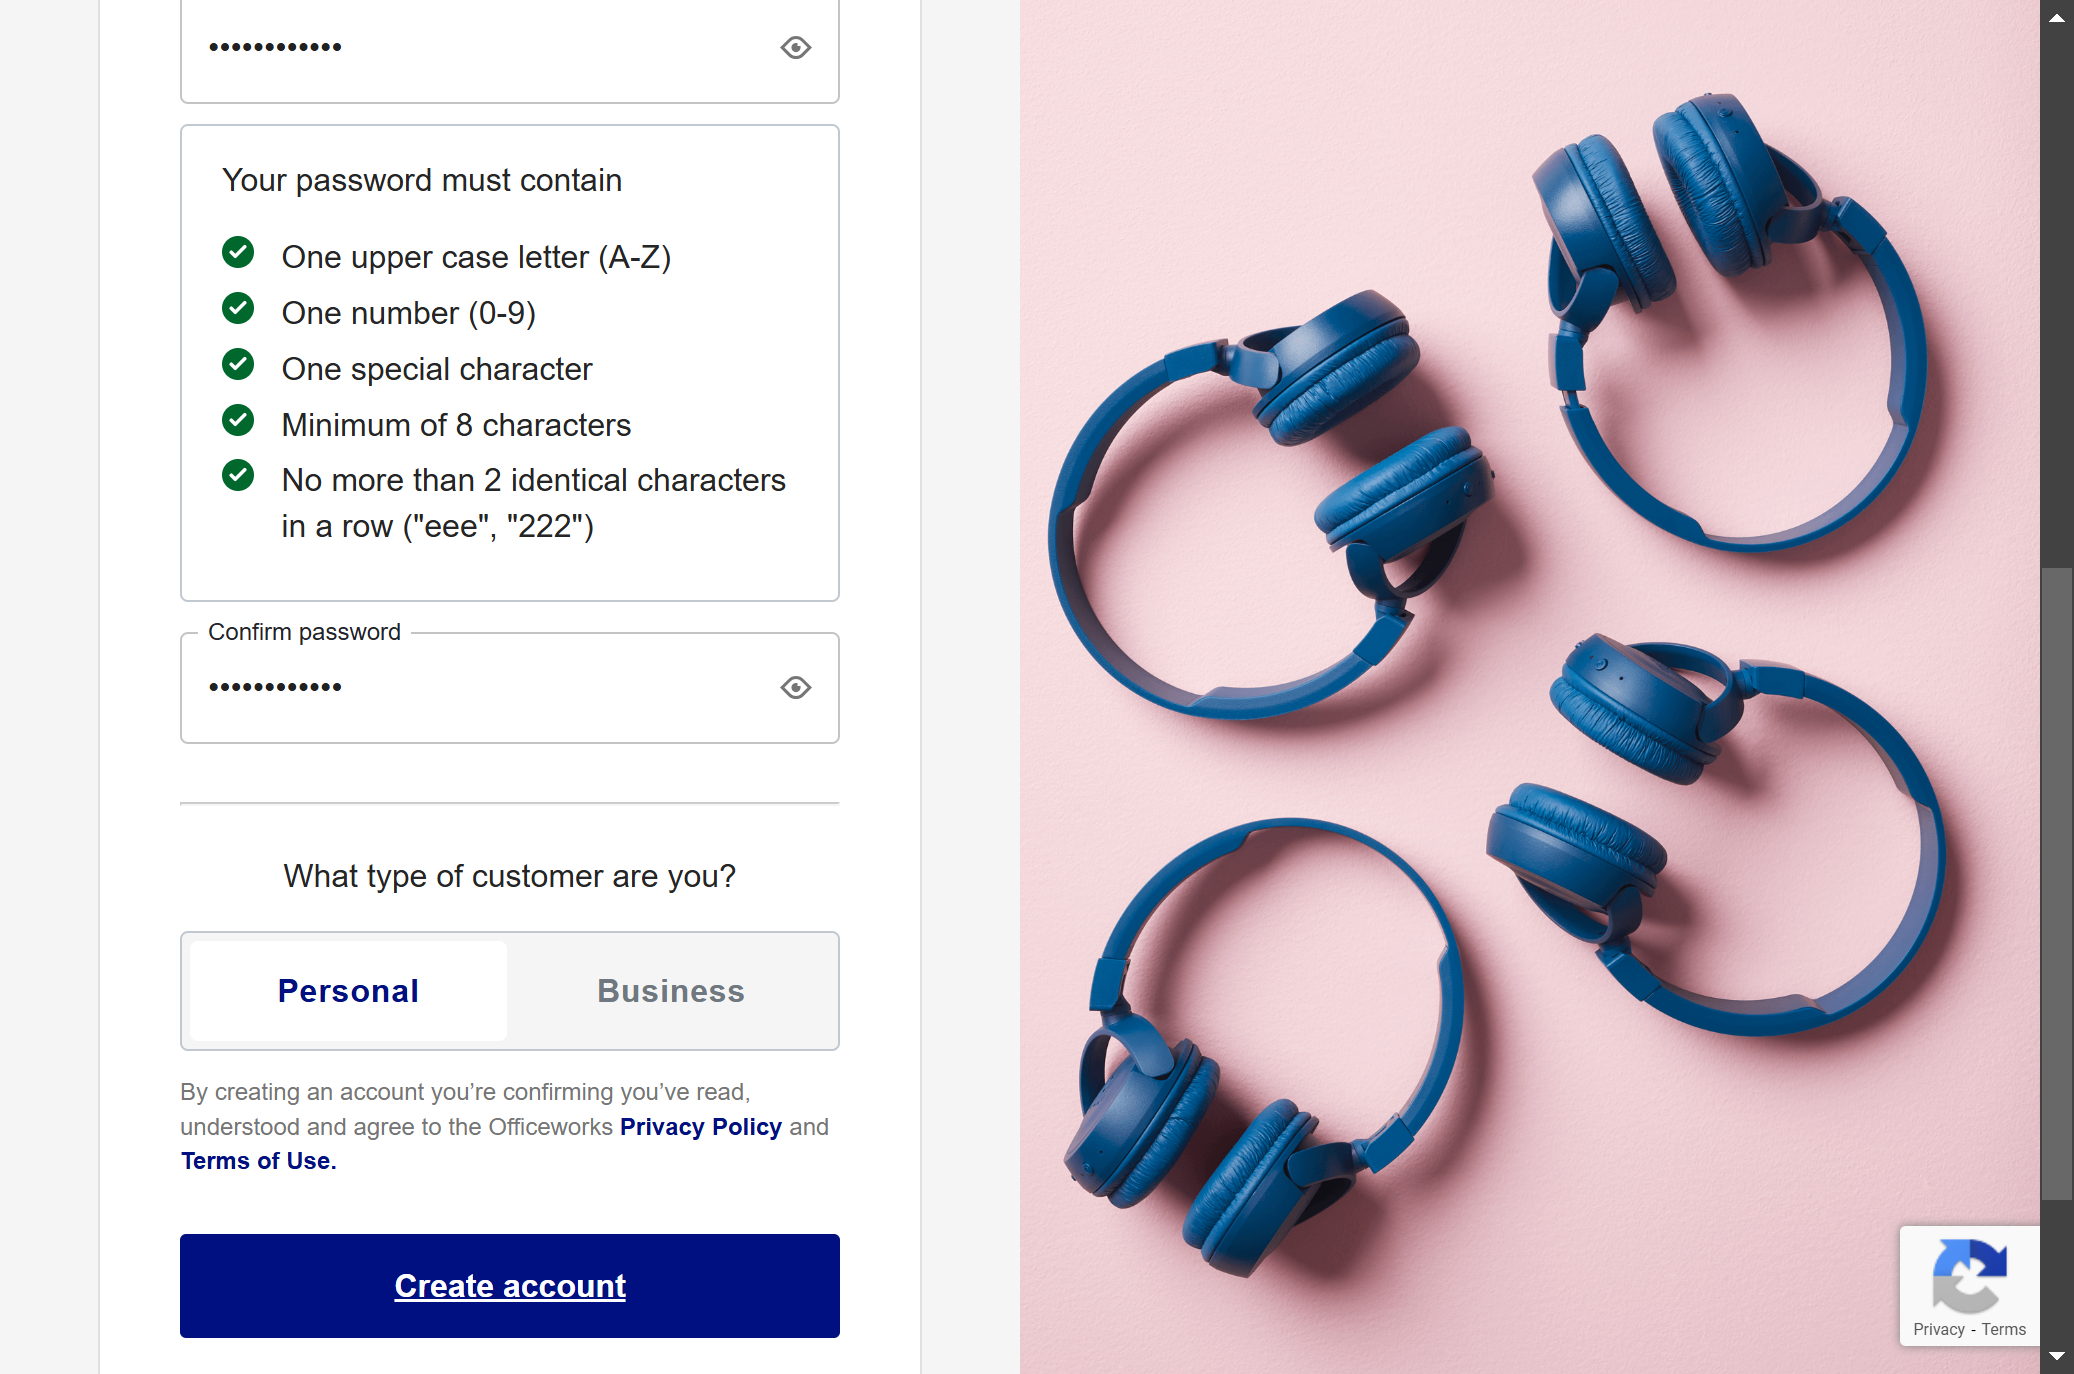 ••••••••••••
Your password must contain
One upper case letter (A-Z)
One number (0-9)
One special character
Minimum of 8 characters
No more than 2 identical characters
in a row ("eee", "222")
Confirm password
••••••••••••
What type of customer are you?
Personal Business
By creating an account you’re confirming you’ve read,
understood and agree to the Officeworks Privacy Policy and
Terms of Use.
Create account
Privacy - Terms